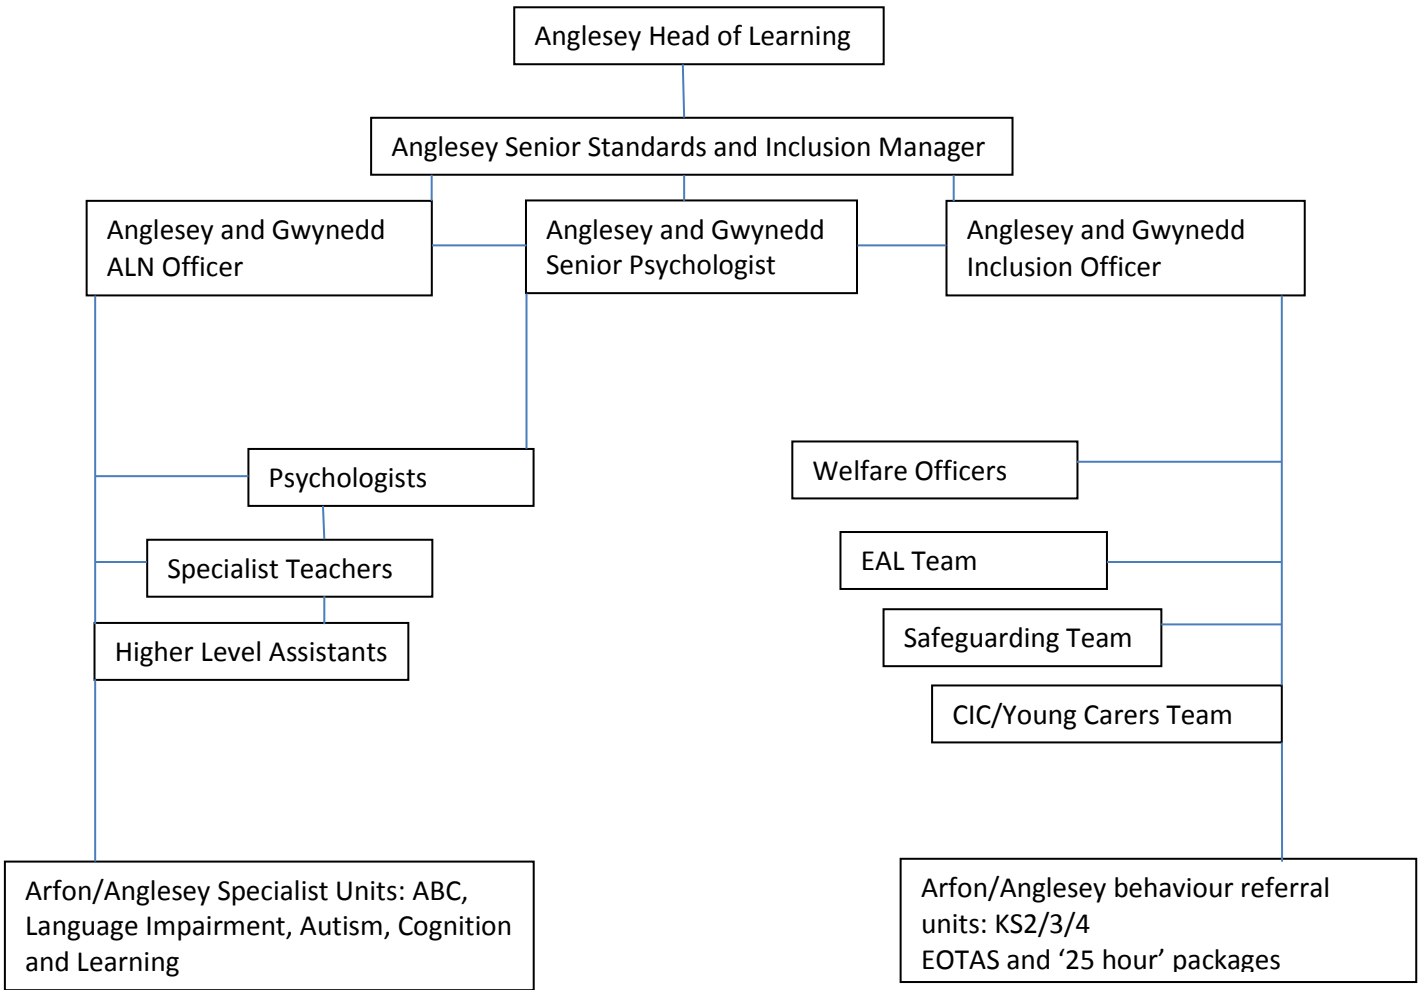 Anglesey Head of Learning
Anglesey Senior Standards and Inclusion Manager
Anglesey and Gwynedd
ALN Officer
Anglesey and Gwynedd
Senior Psychologist
Anglesey and Gwynedd
Inclusion Officer
Psychologists
Specialist Teachers
Higher Level Assistants
Welfare Officers
EAL Team
Safeguarding Team
CIC/Young Carers Team
Arfon/Anglesey Specialist Units: ABC,
Language Impairment, Autism, Cognition
and Learning
Arfon/Anglesey behaviour referral
units: KS2/3/4
EOTAS and ‘25 hour’ packages